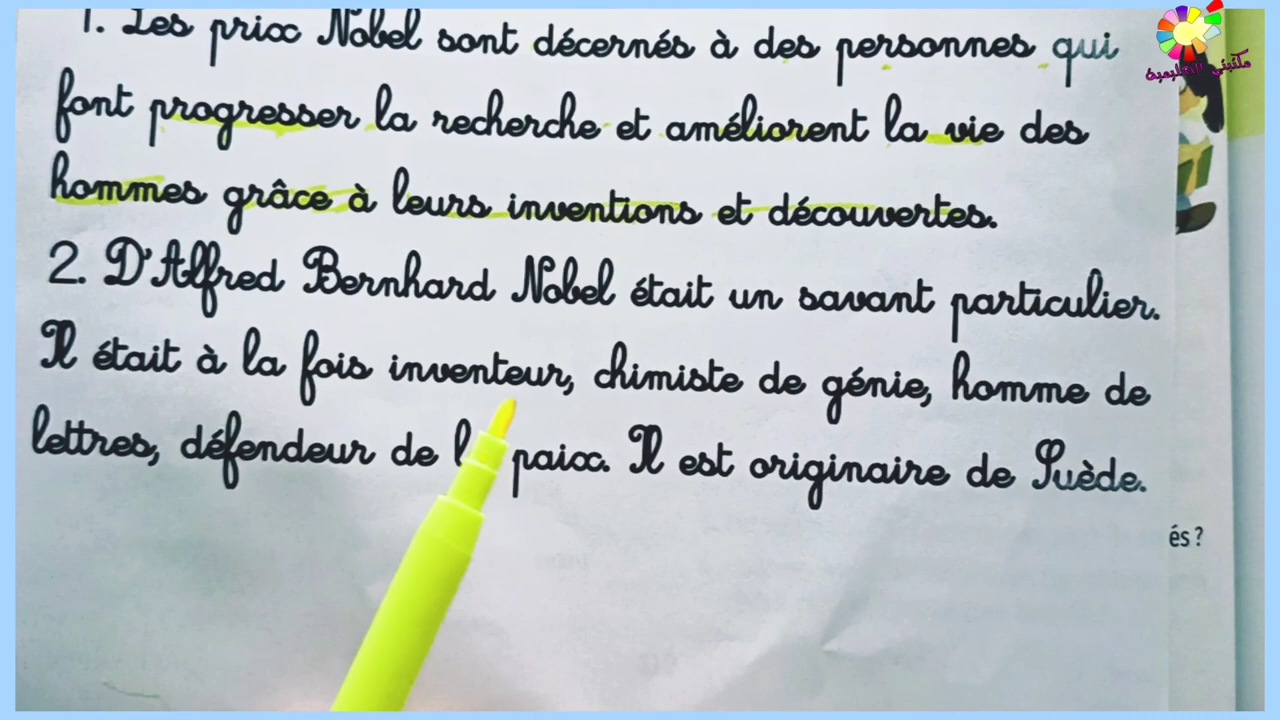 1. Les prix Nobel sont décernés à des personnes qui
font progresser la recherche et améliorent la vie des
hommes grâce à leurs inventions et découvertes.
2. D'Alfred Bernhard Nobel était un savant particulier.
Il était à la fois inventeur, chimiste de génie, homme de
lettres, défendeur de l paix. Il est originaire de Suède.
és ?
مكتبتي التعليمية